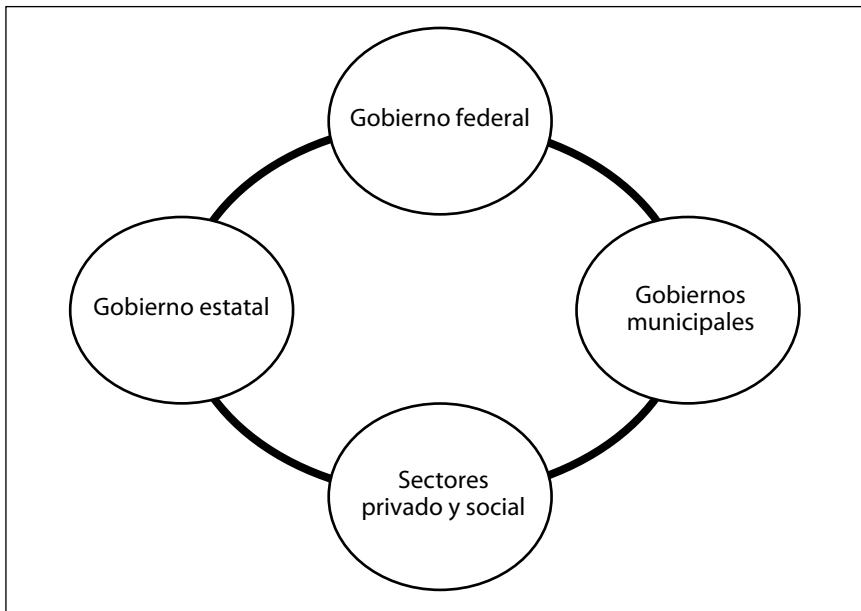 Gobierno federal
Gobierno estatal
Gobiernos
municipales
Sectores
privado y social